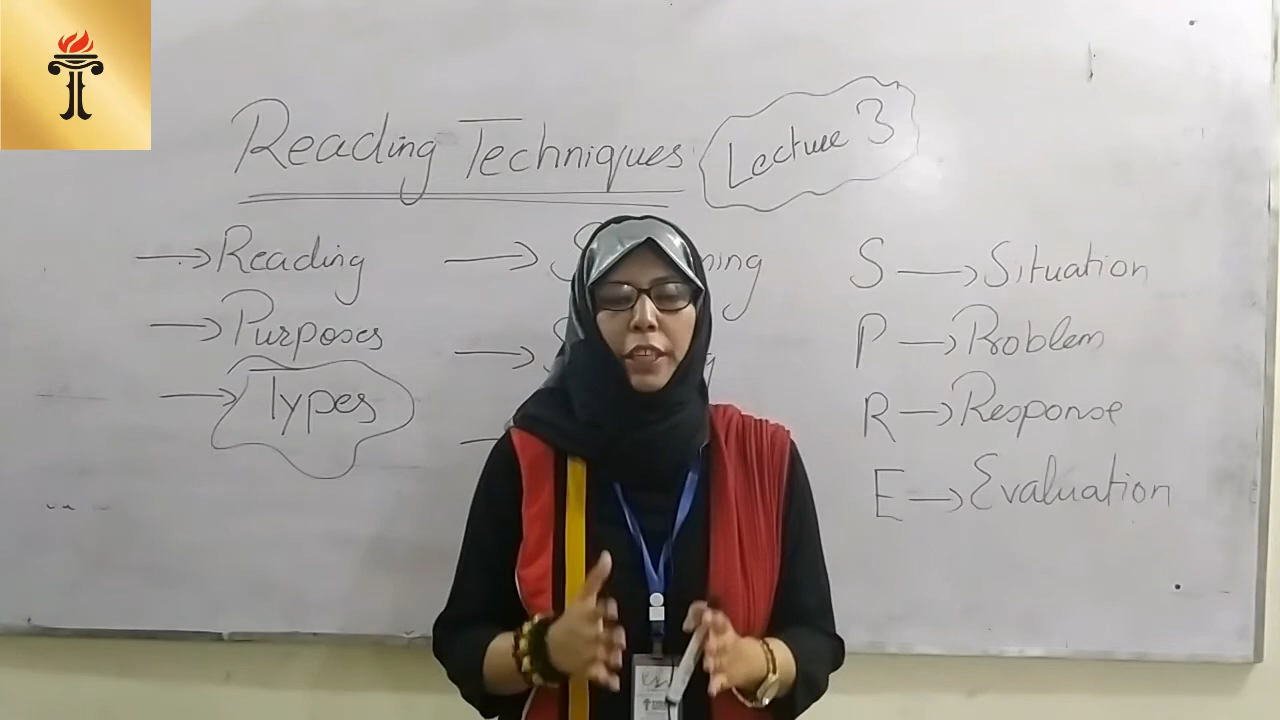 Reading Techniques
Lecture 3
→ Reading
→ Purposes
→ Types
S → Situation
P → Problem
R → Response
E → Evaluation